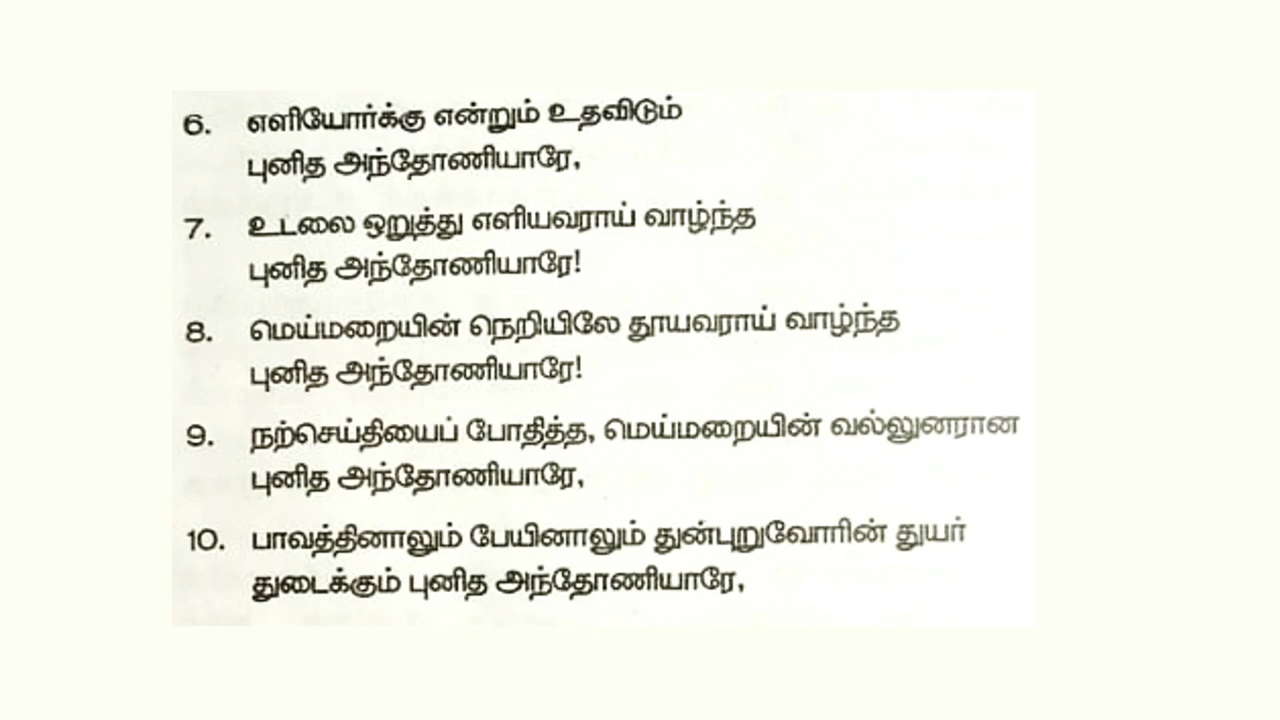 6. எளியோர்க்கு என்றும் உதவிடும்
புனித அந்தோணியாரே,
7. உடலை ஒறுத்து எளியவராய் வாழ்ந்த
புனித அந்தோணியாரே!
8. மெய்மறையின் நெறியிலே தூயவராய் வாழ்ந்த
புனித அந்தோணியாரே!
9. நற்செய்தியைப் போதித்த, மெய்மறையின் வல்லுனரான
புனித அந்தோணியாரே,
10. பாவத்தினாலும் பேயினாலும் துன்புறுவோரின் துயர்
துடைக்கும் புனித அந்தோணியாரே,